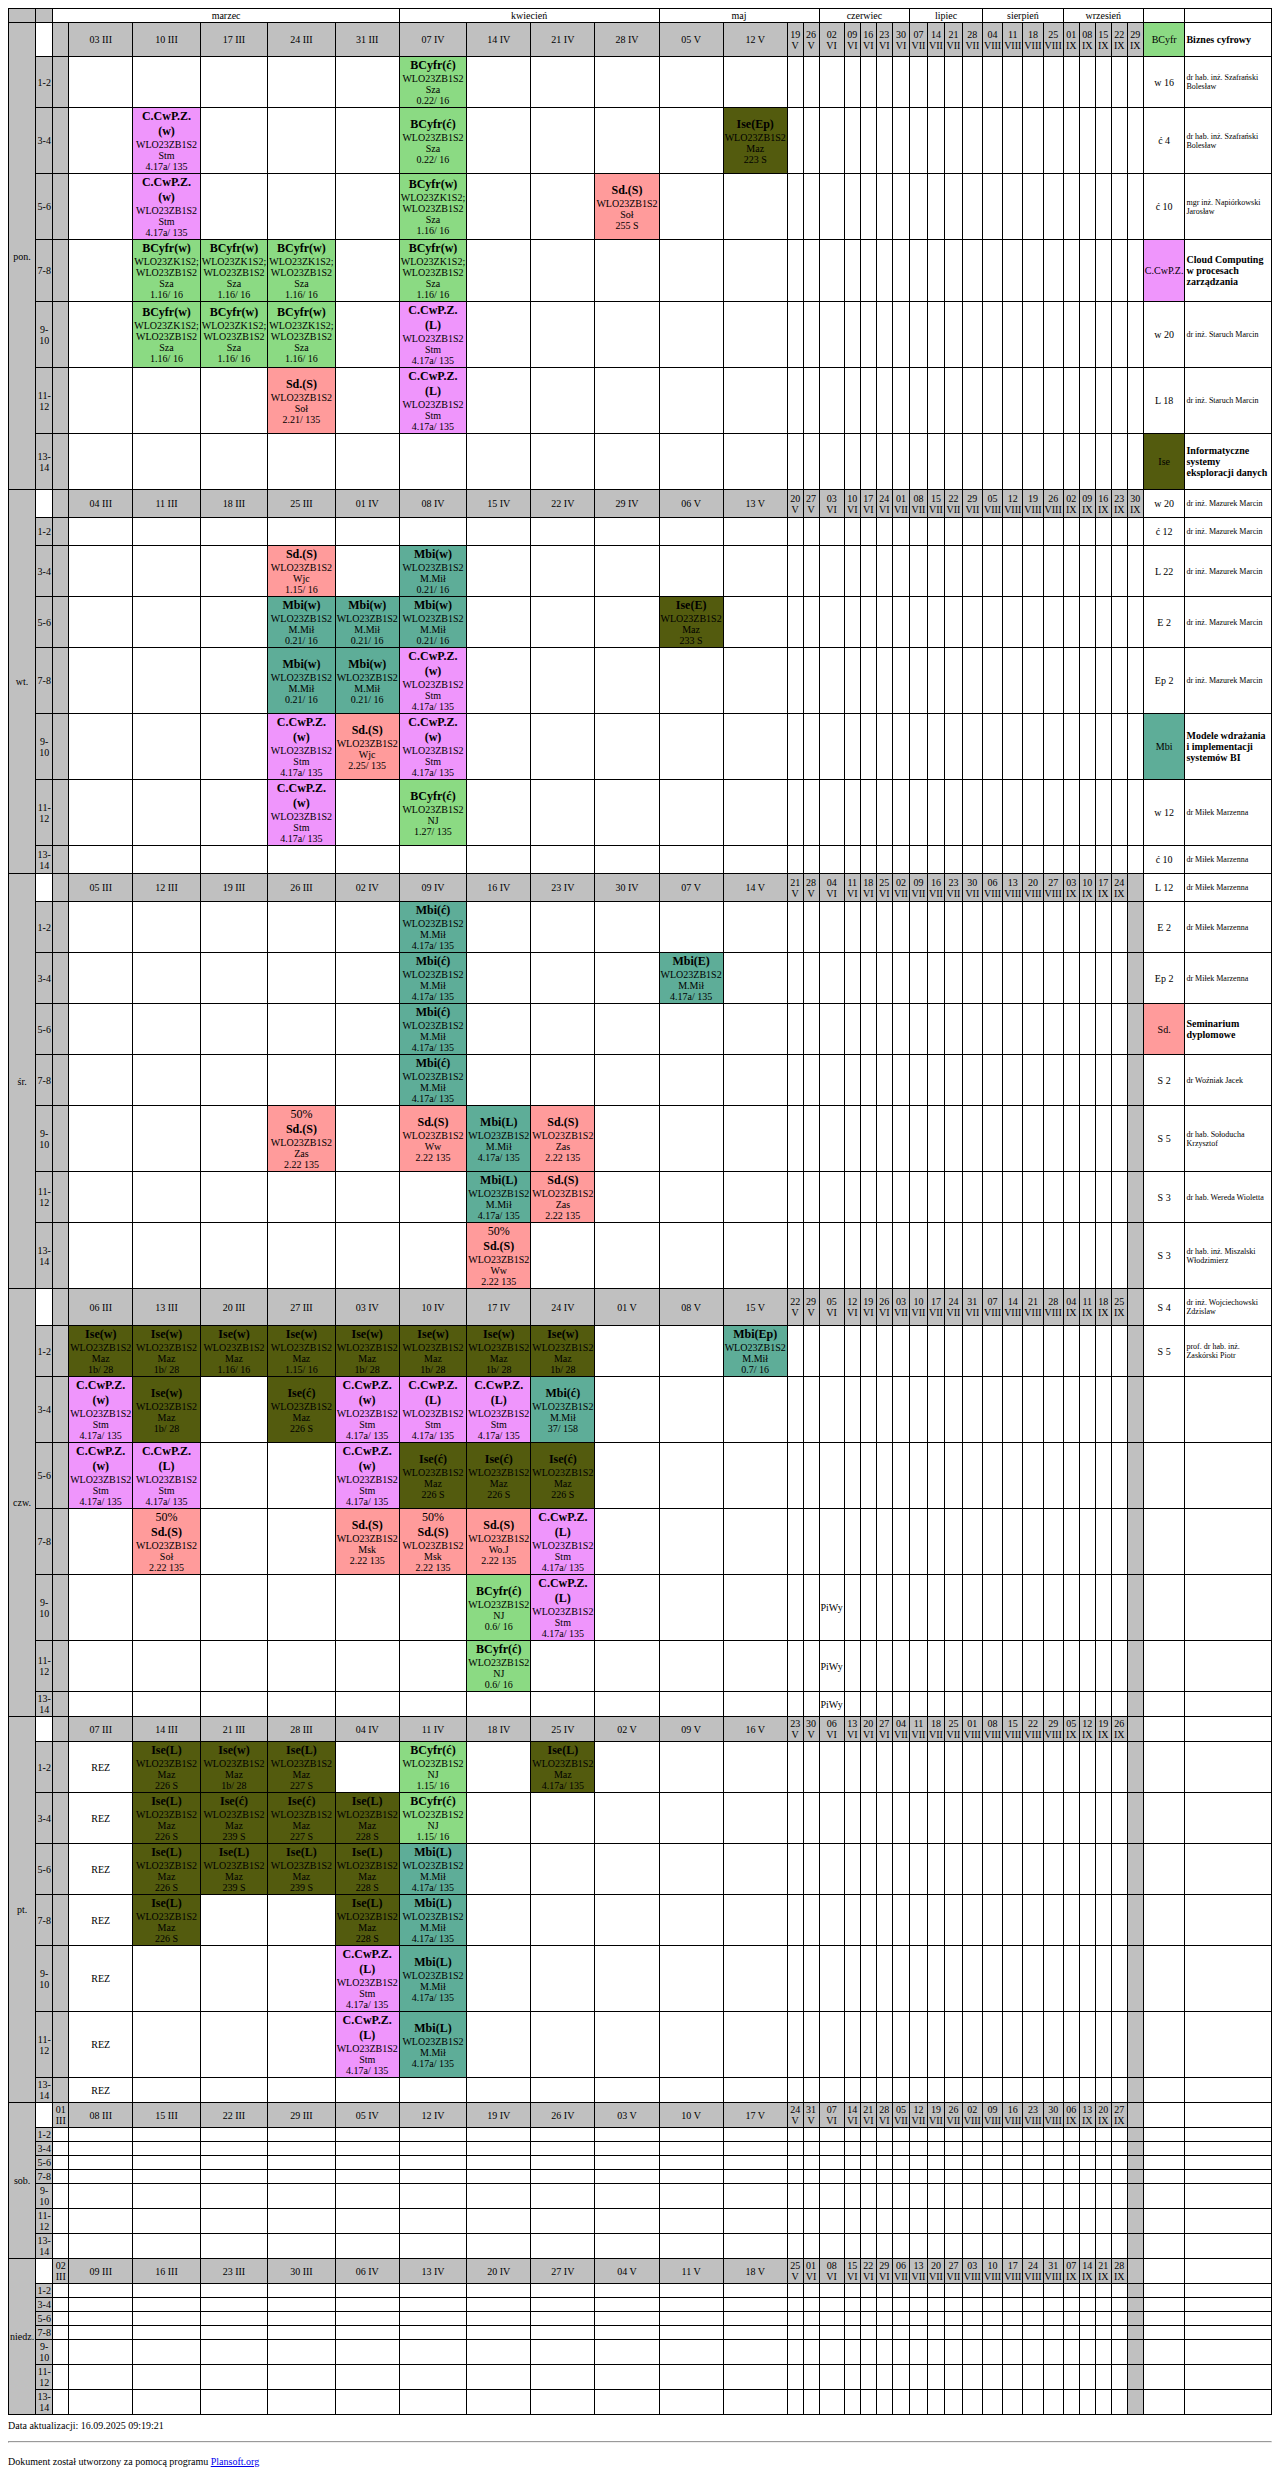 marzec kwiecień maj czerwiec lipiec sierpień wrzesień
pon. 03 III 10 III 17 III 24 III 31 III 07 IV 14 IV 21 IV 28 IV 05 V 12 V 19 V 26 V 02 VI 09 VI 16 VI 23 VI 30 VI 07 VII 14 VII 21 VII 28 VII 04 VIII 11 VIII 18 VIII 25 VIII 01 IX 08 IX 15 IX 22 IX 29 IX BCyfr Biznes cyfrowy
1-2 BCyfr(ć) WLO23ZB1S2 Sza 0.22/ 16 w 16 dr hab. inż. Szafrański Bolesław
3-4 C.CwP.Z.(w) WLO23ZB1S2 Stm 4.17a/ 135 BCyfr(ć) WLO23ZB1S2 Sza 0.22/ 16 Ise(Ep) WLO23ZB1S2 Maz 223 S ć 4 dr hab. inż. Szafrański Bolesław
5-6 C.CwP.Z.(w) WLO23ZB1S2 Stm 4.17a/ 135 BCyfr(w) WLO23ZK1S2; WLO23ZB1S2 Sza 1.16/ 16 Sd.(S) WLO23ZB1S2 Soł 255 S ć 10 mgr inż. Napiórkowski Jarosław
7-8 BCyfr(w) WLO23ZK1S2; WLO23ZB1S2 Sza 1.16/ 16 BCyfr(w) WLO23ZK1S2; WLO23ZB1S2 Sza 1.16/ 16 BCyfr(w) WLO23ZK1S2; WLO23ZB1S2 Sza 1.16/ 16 BCyfr(w) WLO23ZK1S2; WLO23ZB1S2 Sza 1.16/ 16 C.CwP.Z. Cloud Computing w procesach zarządzania
9-10 BCyfr(w) WLO23ZK1S2; WLO23ZB1S2 Sza 1.16/ 16 BCyfr(w) WLO23ZK1S2; WLO23ZB1S2 Sza 1.16/ 16 BCyfr(w) WLO23ZK1S2; WLO23ZB1S2 Sza 1.16/ 16 C.CwP.Z.(L) WLO23ZB1S2 Stm 4.17a/ 135 w 20 dr inż. Staruch Marcin
11-12 Sd.(S) WLO23ZB1S2 Soł 2.21/ 135 C.CwP.Z.(L) WLO23ZB1S2 Stm 4.17a/ 135 L 18 dr inż. Staruch Marcin
13-14 Ise Informatyczne systemy eksploracji danych
wt. 04 III 11 III 18 III 25 III 01 IV 08 IV 15 IV 22 IV 29 IV 06 V 13 V 20 V 27 V 03 VI 10 VI 17 VI 24 VI 01 VII 08 VII 15 VII 22 VII 29 VII 05 VIII 12 VIII 19 VIII 26 VIII 02 IX 09 IX 16 IX 23 IX 30 IX w 20 dr inż. Mazurek Marcin
1-2 ć 12 dr inż. Mazurek Marcin
3-4 Sd.(S) WLO23ZB1S2 Wjc 1.15/ 16 Mbi(w) WLO23ZB1S2 M.Mił 0.21/ 16 L 22 dr inż. Mazurek Marcin
5-6 Mbi(w) WLO23ZB1S2 M.Mił 0.21/ 16 Mbi(w) WLO23ZB1S2 M.Mił 0.21/ 16 Mbi(w) WLO23ZB1S2 M.Mił 0.21/ 16 Ise(E) WLO23ZB1S2 Maz 233 S E 2 dr inż. Mazurek Marcin
7-8 Mbi(w) WLO23ZB1S2 M.Mił 0.21/ 16 Mbi(w) WLO23ZB1S2 M.Mił 0.21/ 16 C.CwP.Z.(w) WLO23ZB1S2 Stm 4.17a/ 135 Ep 2 dr inż. Mazurek Marcin
9-10 C.CwP.Z.(w) WLO23ZB1S2 Stm 4.17a/ 135 Sd.(S) WLO23ZB1S2 Wjc 2.25/ 135 C.CwP.Z.(w) WLO23ZB1S2 Stm 4.17a/ 135 Mbi Modele wdrażania i implementacji systemów BI
11-12 C.CwP.Z.(w) WLO23ZB1S2 Stm 4.17a/ 135 BCyfr(ć) WLO23ZB1S2 NJ 1.27/ 135 w 12 dr Miłek Marzenna
13-14 ć 10 dr Miłek Marzenna
śr. 05 III 12 III 19 III 26 III 02 IV 09 IV 16 IV 23 IV 30 IV 07 V 14 V 21 V 28 V 04 VI 11 VI 18 VI 25 VI 02 VII 09 VII 16 VII 23 VII 30 VII 06 VIII 13 VIII 20 VIII 27 VIII 03 IX 10 IX 17 IX 24 IX L 12 dr Miłek Marzenna
1-2 Mbi(ć) WLO23ZB1S2 M.Mił 4.17a/ 135 E 2 dr Miłek Marzenna
3-4 Mbi(ć) WLO23ZB1S2 M.Mił 4.17a/ 135 Mbi(E) WLO23ZB1S2 M.Mił 4.17a/ 135 Ep 2 dr Miłek Marzenna
5-6 Mbi(ć) WLO23ZB1S2 M.Mił 4.17a/ 135 Sd. Seminarium dyplomowe
7-8 Mbi(ć) WLO23ZB1S2 M.Mił 4.17a/ 135 S 2 dr Woźniak Jacek
9-10 50% Sd.(S) WLO23ZB1S2 Zas 2.22 135 Sd.(S) WLO23ZB1S2 Ww 2.22 135 Mbi(L) WLO23ZB1S2 M.Mił 4.17a/ 135 Sd.(S) WLO23ZB1S2 Zas 2.22 135 S 5 dr hab. Sołoducha Krzysztof
11-12 Mbi(L) WLO23ZB1S2 M.Mił 4.17a/ 135 Sd.(S) WLO23ZB1S2 Zas 2.22 135 S 3 dr hab. Wereda Wioletta
13-14 50% Sd.(S) WLO23ZB1S2 Ww 2.22 135 S 3 dr hab. inż. Miszalski Włodzimierz
czw. 06 III 13 III 20 III 27 III 03 IV 10 IV 17 IV 24 IV 01 V 08 V 15 V 22 V 29 V 05 VI 12 VI 19 VI 26 VI 03 VII 10 VII 17 VII 24 VII 31 VII 07 VIII 14 VIII 21 VIII 28 VIII 04 IX 11 IX 18 IX 25 IX S 4 dr inż. Wojciechowski Zdzislaw
1-2 Ise(w) WLO23ZB1S2 Maz 1b/ 28 Ise(w) WLO23ZB1S2 Maz 1b/ 28 Ise(w) WLO23ZB1S2 Maz 1.16/ 16 Ise(w) WLO23ZB1S2 Maz 1.15/ 16 Ise(w) WLO23ZB1S2 Maz 1b/ 28 Ise(w) WLO23ZB1S2 Maz 1b/ 28 Ise(w) WLO23ZB1S2 Maz 1b/ 28 Ise(w) WLO23ZB1S2 Maz 1b/ 28 Mbi(Ep) WLO23ZB1S2 M.Mił 0.7/ 16 S 5 prof. dr hab. inż. Zaskórski Piotr
3-4 C.CwP.Z.(w) WLO23ZB1S2 Stm 4.17a/ 135 Ise(w) WLO23ZB1S2 Maz 1b/ 28 Ise(ć) WLO23ZB1S2 Maz 226 S C.CwP.Z.(w) WLO23ZB1S2 Stm 4.17a/ 135 C.CwP.Z.(L) WLO23ZB1S2 Stm 4.17a/ 135 C.CwP.Z.(L) WLO23ZB1S2 Stm 4.17a/ 135 Mbi(ć) WLO23ZB1S2 M.Mił 37/ 158
5-6 C.CwP.Z.(w) WLO23ZB1S2 Stm 4.17a/ 135 C.CwP.Z.(L) WLO23ZB1S2 Stm 4.17a/ 135 C.CwP.Z.(w) WLO23ZB1S2 Stm 4.17a/ 135 Ise(ć) WLO23ZB1S2 Maz 226 S Ise(ć) WLO23ZB1S2 Maz 226 S Ise(ć) WLO23ZB1S2 Maz 226 S
7-8 50% Sd.(S) WLO23ZB1S2 Soł 2.22 135 Sd.(S) WLO23ZB1S2 Msk 2.22 135 50% Sd.(S) WLO23ZB1S2 Msk 2.22 135 Sd.(S) WLO23ZB1S2 Wo.J 2.22 135 C.CwP.Z.(L) WLO23ZB1S2 Stm 4.17a/ 135
9-10 BCyfr(ć) WLO23ZB1S2 NJ 0.6/ 16 C.CwP.Z.(L) WLO23ZB1S2 Stm 4.17a/ 135 PiWy
11-12 BCyfr(ć) WLO23ZB1S2 NJ 0.6/ 16 PiWy
13-14 PiWy
pt. 07 III 14 III 21 III 28 III 04 IV 11 IV 18 IV 25 IV 02 V 09 V 16 V 23 V 30 V 06 VI 13 VI 20 VI 27 VI 04 VII 11 VII 18 VII 25 VII 01 VIII 08 VIII 15 VIII 22 VIII 29 VIII 05 IX 12 IX 19 IX 26 IX
1-2 REZ Ise(L) WLO23ZB1S2 Maz 226 S Ise(w) WLO23ZB1S2 Maz 1b/ 28 Ise(L) WLO23ZB1S2 Maz 227 S BCyfr(ć) WLO23ZB1S2 NJ 1.15/ 16 Ise(L) WLO23ZB1S2 Maz 4.17a/ 135
3-4 REZ Ise(L) WLO23ZB1S2 Maz 226 S Ise(ć) WLO23ZB1S2 Maz 239 S Ise(ć) WLO23ZB1S2 Maz 227 S Ise(L) WLO23ZB1S2 Maz 228 S BCyfr(ć) WLO23ZB1S2 NJ 1.15/ 16
5-6 REZ Ise(L) WLO23ZB1S2 Maz 226 S Ise(L) WLO23ZB1S2 Maz 239 S Ise(L) WLO23ZB1S2 Maz 239 S Ise(L) WLO23ZB1S2 Maz 228 S Mbi(L) WLO23ZB1S2 M.Mił 4.17a/ 135
7-8 REZ Ise(L) WLO23ZB1S2 Maz 226 S Ise(L) WLO23ZB1S2 Maz 228 S Mbi(L) WLO23ZB1S2 M.Mił 4.17a/ 135
9-10 REZ C.CwP.Z.(L) WLO23ZB1S2 Stm 4.17a/ 135 Mbi(L) WLO23ZB1S2 M.Mił 4.17a/ 135
11-12 REZ C.CwP.Z.(L) WLO23ZB1S2 Stm 4.17a/ 135 Mbi(L) WLO23ZB1S2 M.Mił 4.17a/ 135
13-14 REZ
sob. 01 III 08 III 15 III 22 III 29 III 05 IV 12 IV 19 IV 26 IV 03 V 10 V 17 V 24 V 31 V 07 VI 14 VI 21 VI 28 VI 05 VII 12 VII 19 VII 26 VII 02 VIII 09 VIII 16 VIII 23 VIII 30 VIII 06 IX 13 IX 20 IX 27 IX
1-2
3-4
5-6
7-8
9-10
11-12
13-14
niedz. 02 III 09 III 16 III 23 III 30 III 06 IV 13 IV 20 IV 27 IV 04 V 11 V 18 V 25 V 01 VI 08 VI 15 VI 22 VI 29 VI 06 VII 13 VII 20 VII 27 VII 03 VIII 10 VIII 17 VIII 24 VIII 31 VIII 07 IX 14 IX 21 IX 28 IX
1-2
3-4
5-6
7-8
9-10
11-12
13-14
Data aktualizacji: 16.09.2025 09:19:21
Dokument został utworzony za pomocą programu Plansoft.org